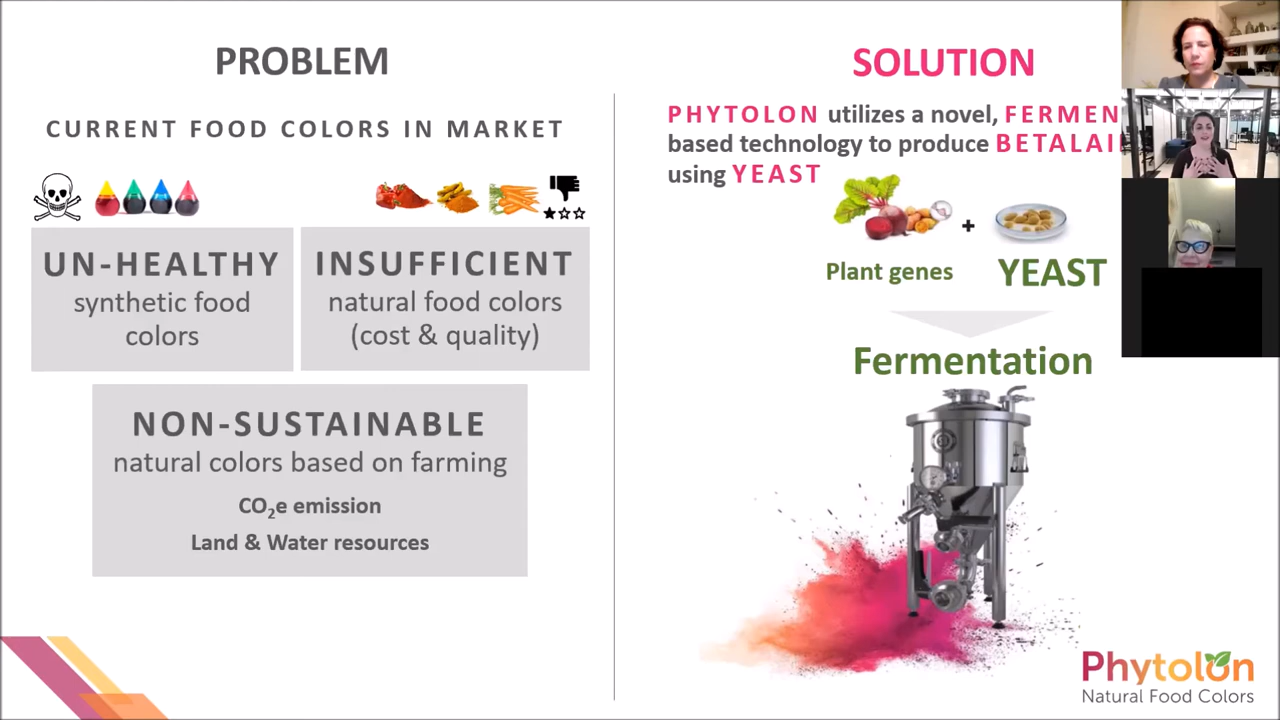 PROBLEM
CURRENT FOOD COLORS IN MARKET
UN-HEALTHY
synthetic food
colors
INSUFFICIENT
natural food colors
(cost & quality)
NON-SUSTAINABLE
natural colors based on farming
CO₂e emission
Land & Water resources
SOLUTION
PHYTOLON utilizes a novel,
based technology to produce
using YEAST
Plant genes
+
YEAST
Fermentation
Phytolon
Natural Food Colors